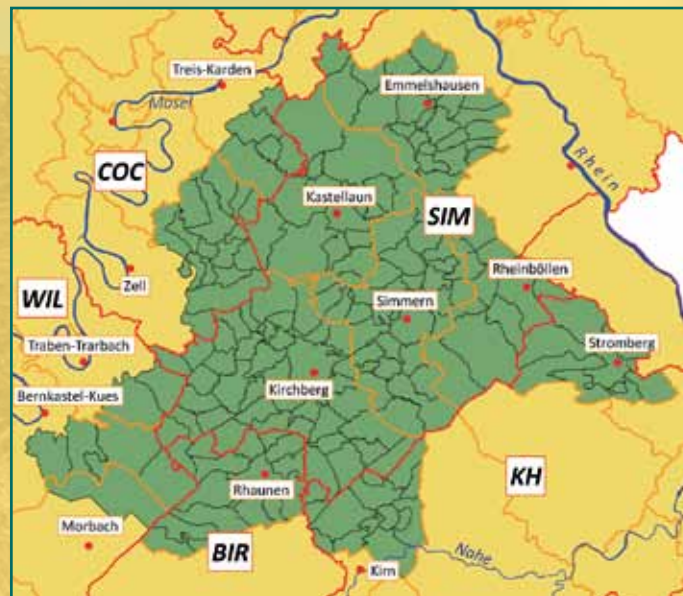 Treis-Karden
Emmelshausen
Mosel
Rhein
COC
Kastellaun
SIM
Zell
Rheinböllen
WIL
Simmern
Traben-Trarbach
Stromberg
Kirchberg
Bernkastel-Kues
Rhaunen
KH
Morbach
BIR
Nahe
Kirn